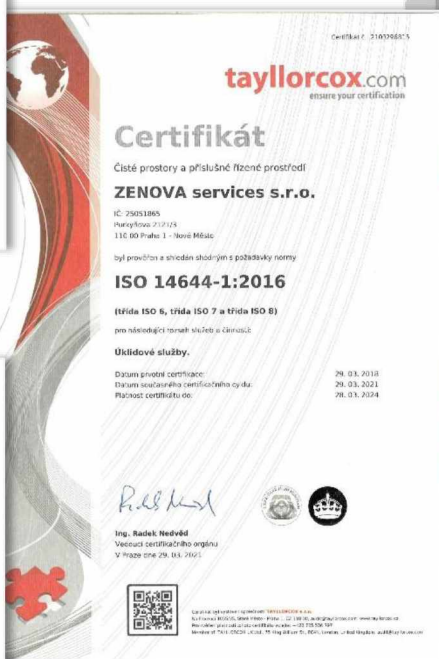 Certifikát č. 2100298815
tayllorcox.com
ensure your certification
Certifikát
Čisté prostory a příslušné řízené prostředí
ZENOVA services s.r.o.
IČ: 25051865
Purkyňova 2121/3
110 00 Praha 1 - Nové Město
byl prověřen a shledán shodným s požadavky normy
ISO 14644-1:2016
(třída ISO 6, třída ISO 7 a třída ISO 8)
pro následující rozsah služeb a činností:
Úklidové služby.
Datum prvotní certifikace: 29. 03. 2018
Datum současného certifikačního cyklu: 29. 03. 2021
Platnost certifikátu do: 28. 03. 2024
Ing. Radek Nedvěd
Vedoucí certifikačního orgánu
V Praze dne 29. 03. 2021
TAYLLORCOX s.r.o.